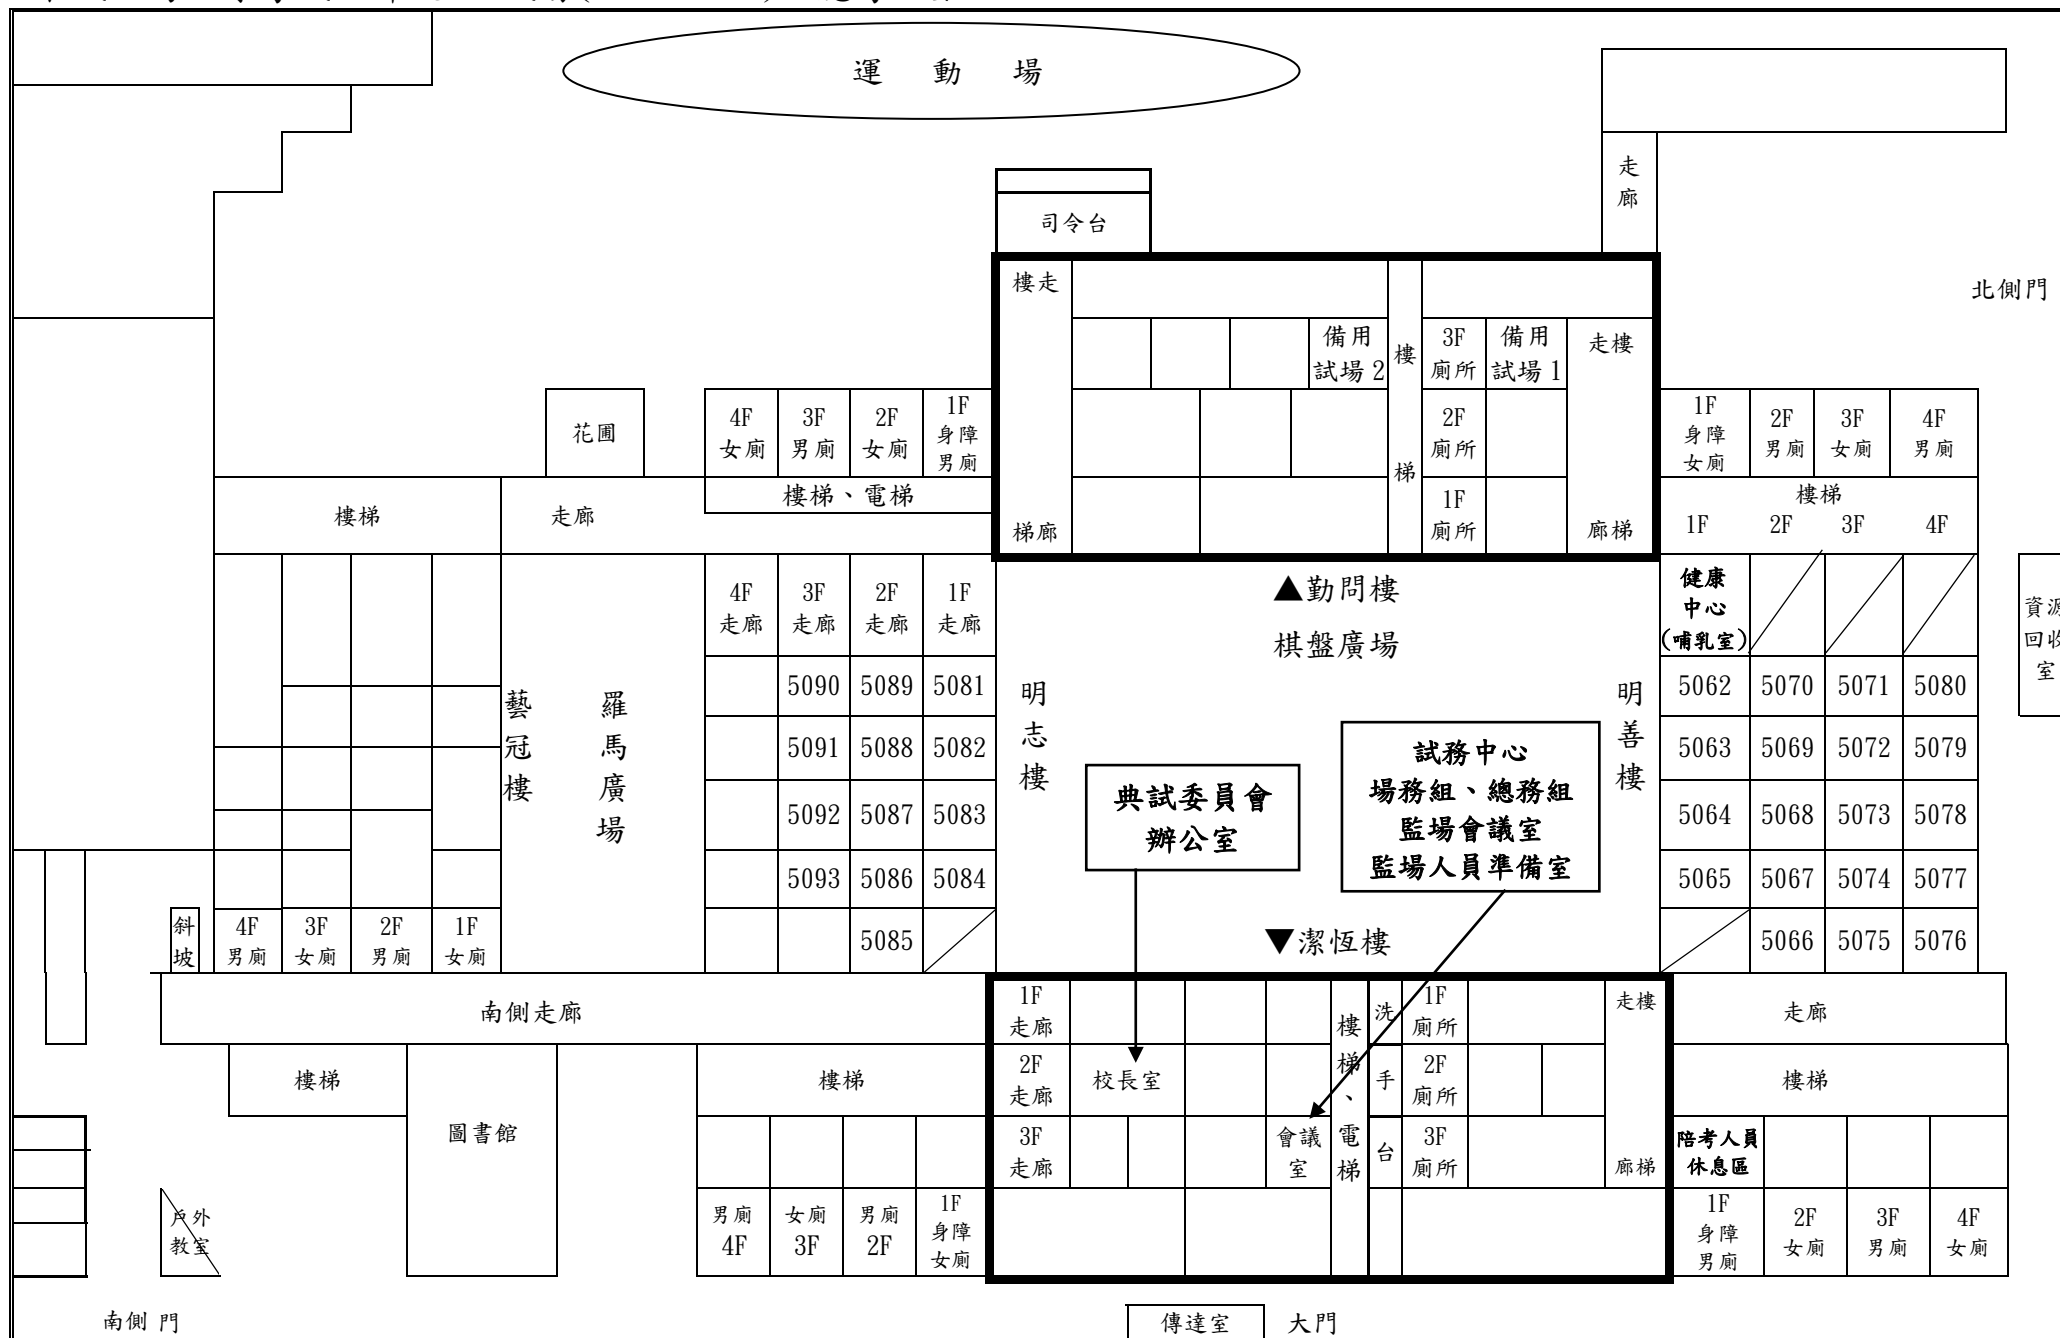 運動場
走廊
司令台
北側門
樓走
梯廊
樓梯
備用試場2
3F廁所
備用試場1
走樓
廊梯
2F廁所
1F廁所
花圃
4F女廁
3F男廁
2F女廁
1F身障男廁
1F身障女廁
2F男廁
3F女廁
4F男廁
樓梯
走廊
樓梯、電梯
樓梯
1F 2F 3F 4F
4F走廊
3F走廊
2F走廊
1F走廊
▲勤問樓
棋盤廣場
健康中心
(哺乳室)
5090 5089 5081
5062 5070 5071 5080
藝冠樓
羅馬廣場
明志樓
明善樓
5091 5088 5082
5063 5069 5072 5079
典試委員會
辦公室
試務中心
場務組、總務組
監場會議室
監場人員準備室
5092 5087 5083
5064 5068 5073 5078
5093 5086 5084
5065 5067 5074 5077
斜坡
4F男廁
3F女廁
2F男廁
1F女廁
5085
▼潔恆樓
5066 5075 5076
南側走廊
1F走廊
樓梯、電梯
洗手台
1F廁所
走樓
廊梯
走廊
樓梯
圖書館
樓梯
2F走廊
校長室
2F廁所
樓梯
3F走廊
會議室
3F廁所
陪考人員
休息區
戶外教室
男廁4F
女廁3F
男廁2F
1F身障女廁
1F身障男廁
2F女廁
3F男廁
4F女廁
南側門
傳達室
大門